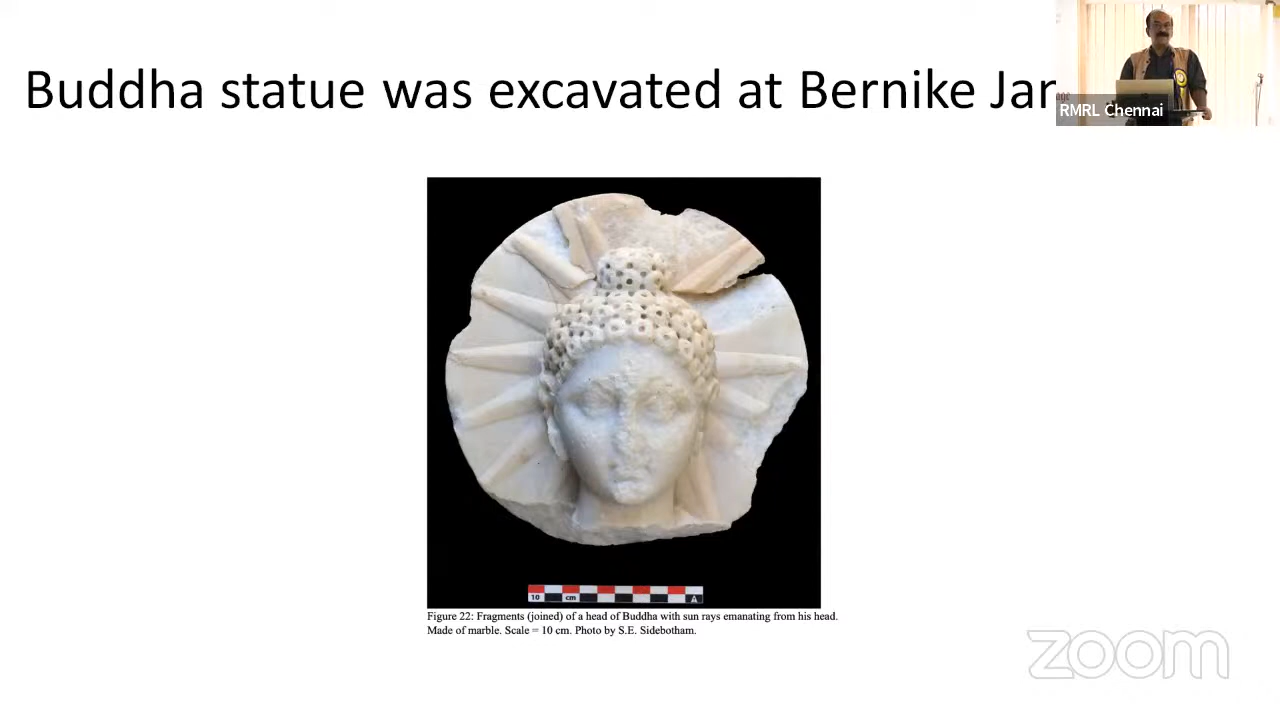 Buddha statue was excavated at Bernike Jan
RMRL Chennai
10 cm A
Figure 22: Fragments (joined) of a head of Buddha with sun rays emanating from his head.
Made of marble. Scale = 10 cm. Photo by S.E. Sidebotham.
zoom